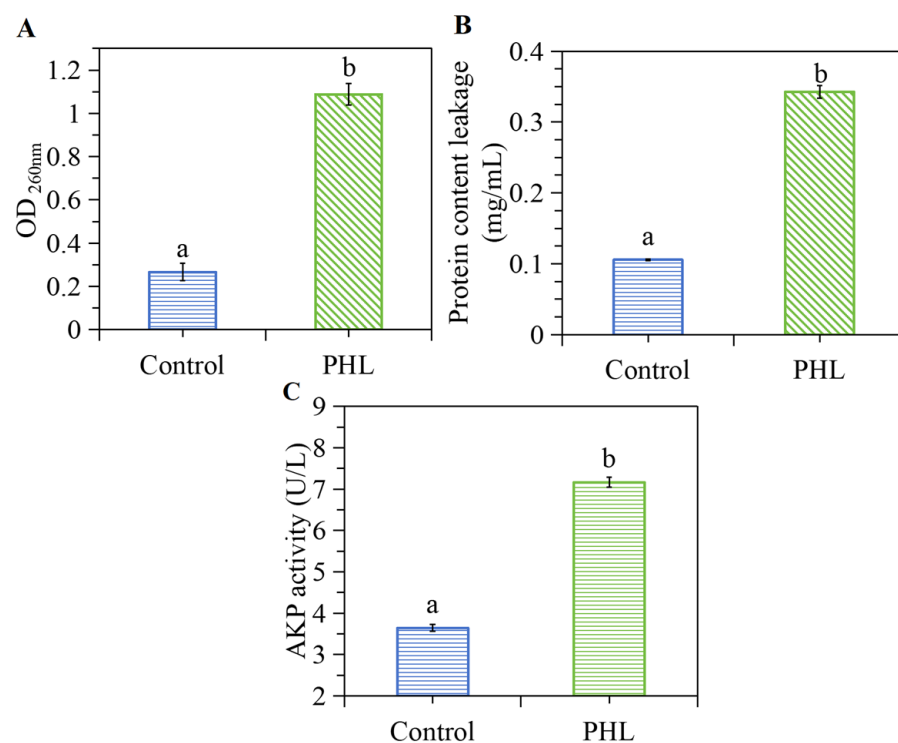 A
OD260nm
1.2
1
0.8
0.6
0.4
0.2
0
a
b
Control
PHL
B
Protein content leakage
(mg/mL)
0.4
0.3
0.2
0.1
0
a
b
Control
PHL
C
AKP activity (U/L)
9
8
7
6
5
4
3
2
a
b
Control
PHL